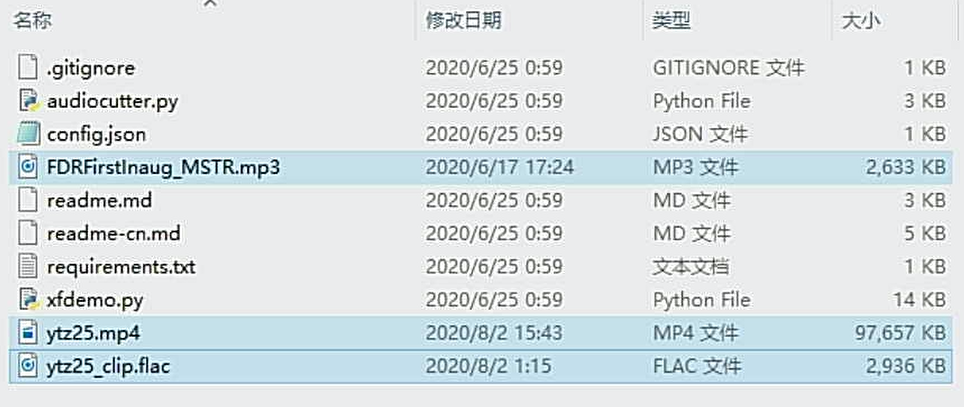 名称 修改日期 类型 大小
.gitignore 2020/6/25 0:59 GITIGNORE 文件 1 KB
audiocutter.py 2020/6/25 0:59 Python File 3 KB
config.json 2020/6/25 0:59 JSON 文件 1 KB
FDRFirstInaug_MSTR.mp3 2020/6/17 17:24 MP3 文件 2,633 KB
readme.md 2020/6/25 0:59 MD 文件 3 KB
readme-cn.md 2020/6/25 0:59 MD 文件 5 KB
requirements.txt 2020/6/25 0:59 文本文档 1 KB
xfdemo.py 2020/6/25 0:59 Python File 14 KB
ytz25.mp4 2020/8/2 15:43 MP4 文件 97,657 KB
ytz25_clip.flac 2020/8/2 1:15 FLAC 文件 2,936 KB